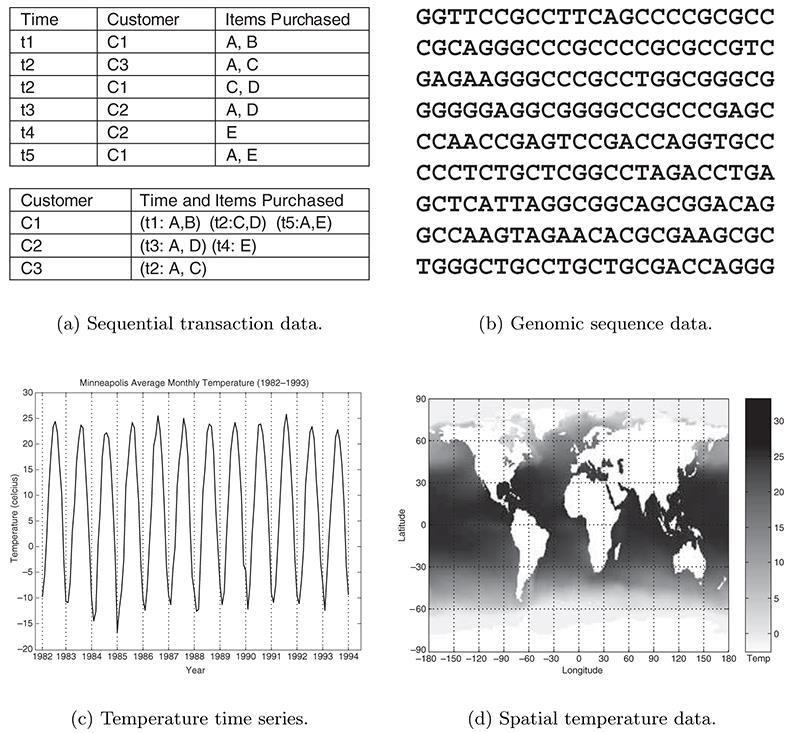 Time Customer Items Purchased
t1 C1 A, B
t2 C3 A, C
t2 C1 C, D
t3 C2 A, D
t4 C2 E
t5 C1 A, E
Customer Time and Items Purchased
C1 (t1: A,B) (t2:C,D) (t5:A,E)
C2 (t3: A, D) (t4: E)
C3 (t2: A, C)
(a) Sequential transaction data.
GGTTCCGCCTTCAGCCCCGCGCC
CGCAGGGCCCGCCCCGCGCCGTC
GAGAAGGGCCCGCCTGGCGGGCG
GGGGGAGGCGGGGCCGCCCGAGC
CCAACCGAGTCCGACCAGGTGCC
CCCTCTGCTCGGCCTAGACCTGA
GCTCATTAGGCGGCAGCGGACAG
GCCAAGTAGAACACGCGAAGCGC
TGGGCTGCCTGCTGCGACCAGGG
(b) Genomic sequence data.
Minneapolis Average Monthly Temperature (1982–1993)
30
25
20
15
10
5
0
−5
−10
−15
−20
Temperature (celcius)
1982 1983 1984 1985 1986 1987 1988 1989 1990 1991 1992 1993 1994
Year
(c) Temperature time series.
90
60
30
0
−30
−60
−90
Latitude
−180 −150 −120 −90 −60 −30 0 30 60 90 120 150 180
Longitude
30
25
20
15
10
5
0
Temp
(d) Spatial temperature data.